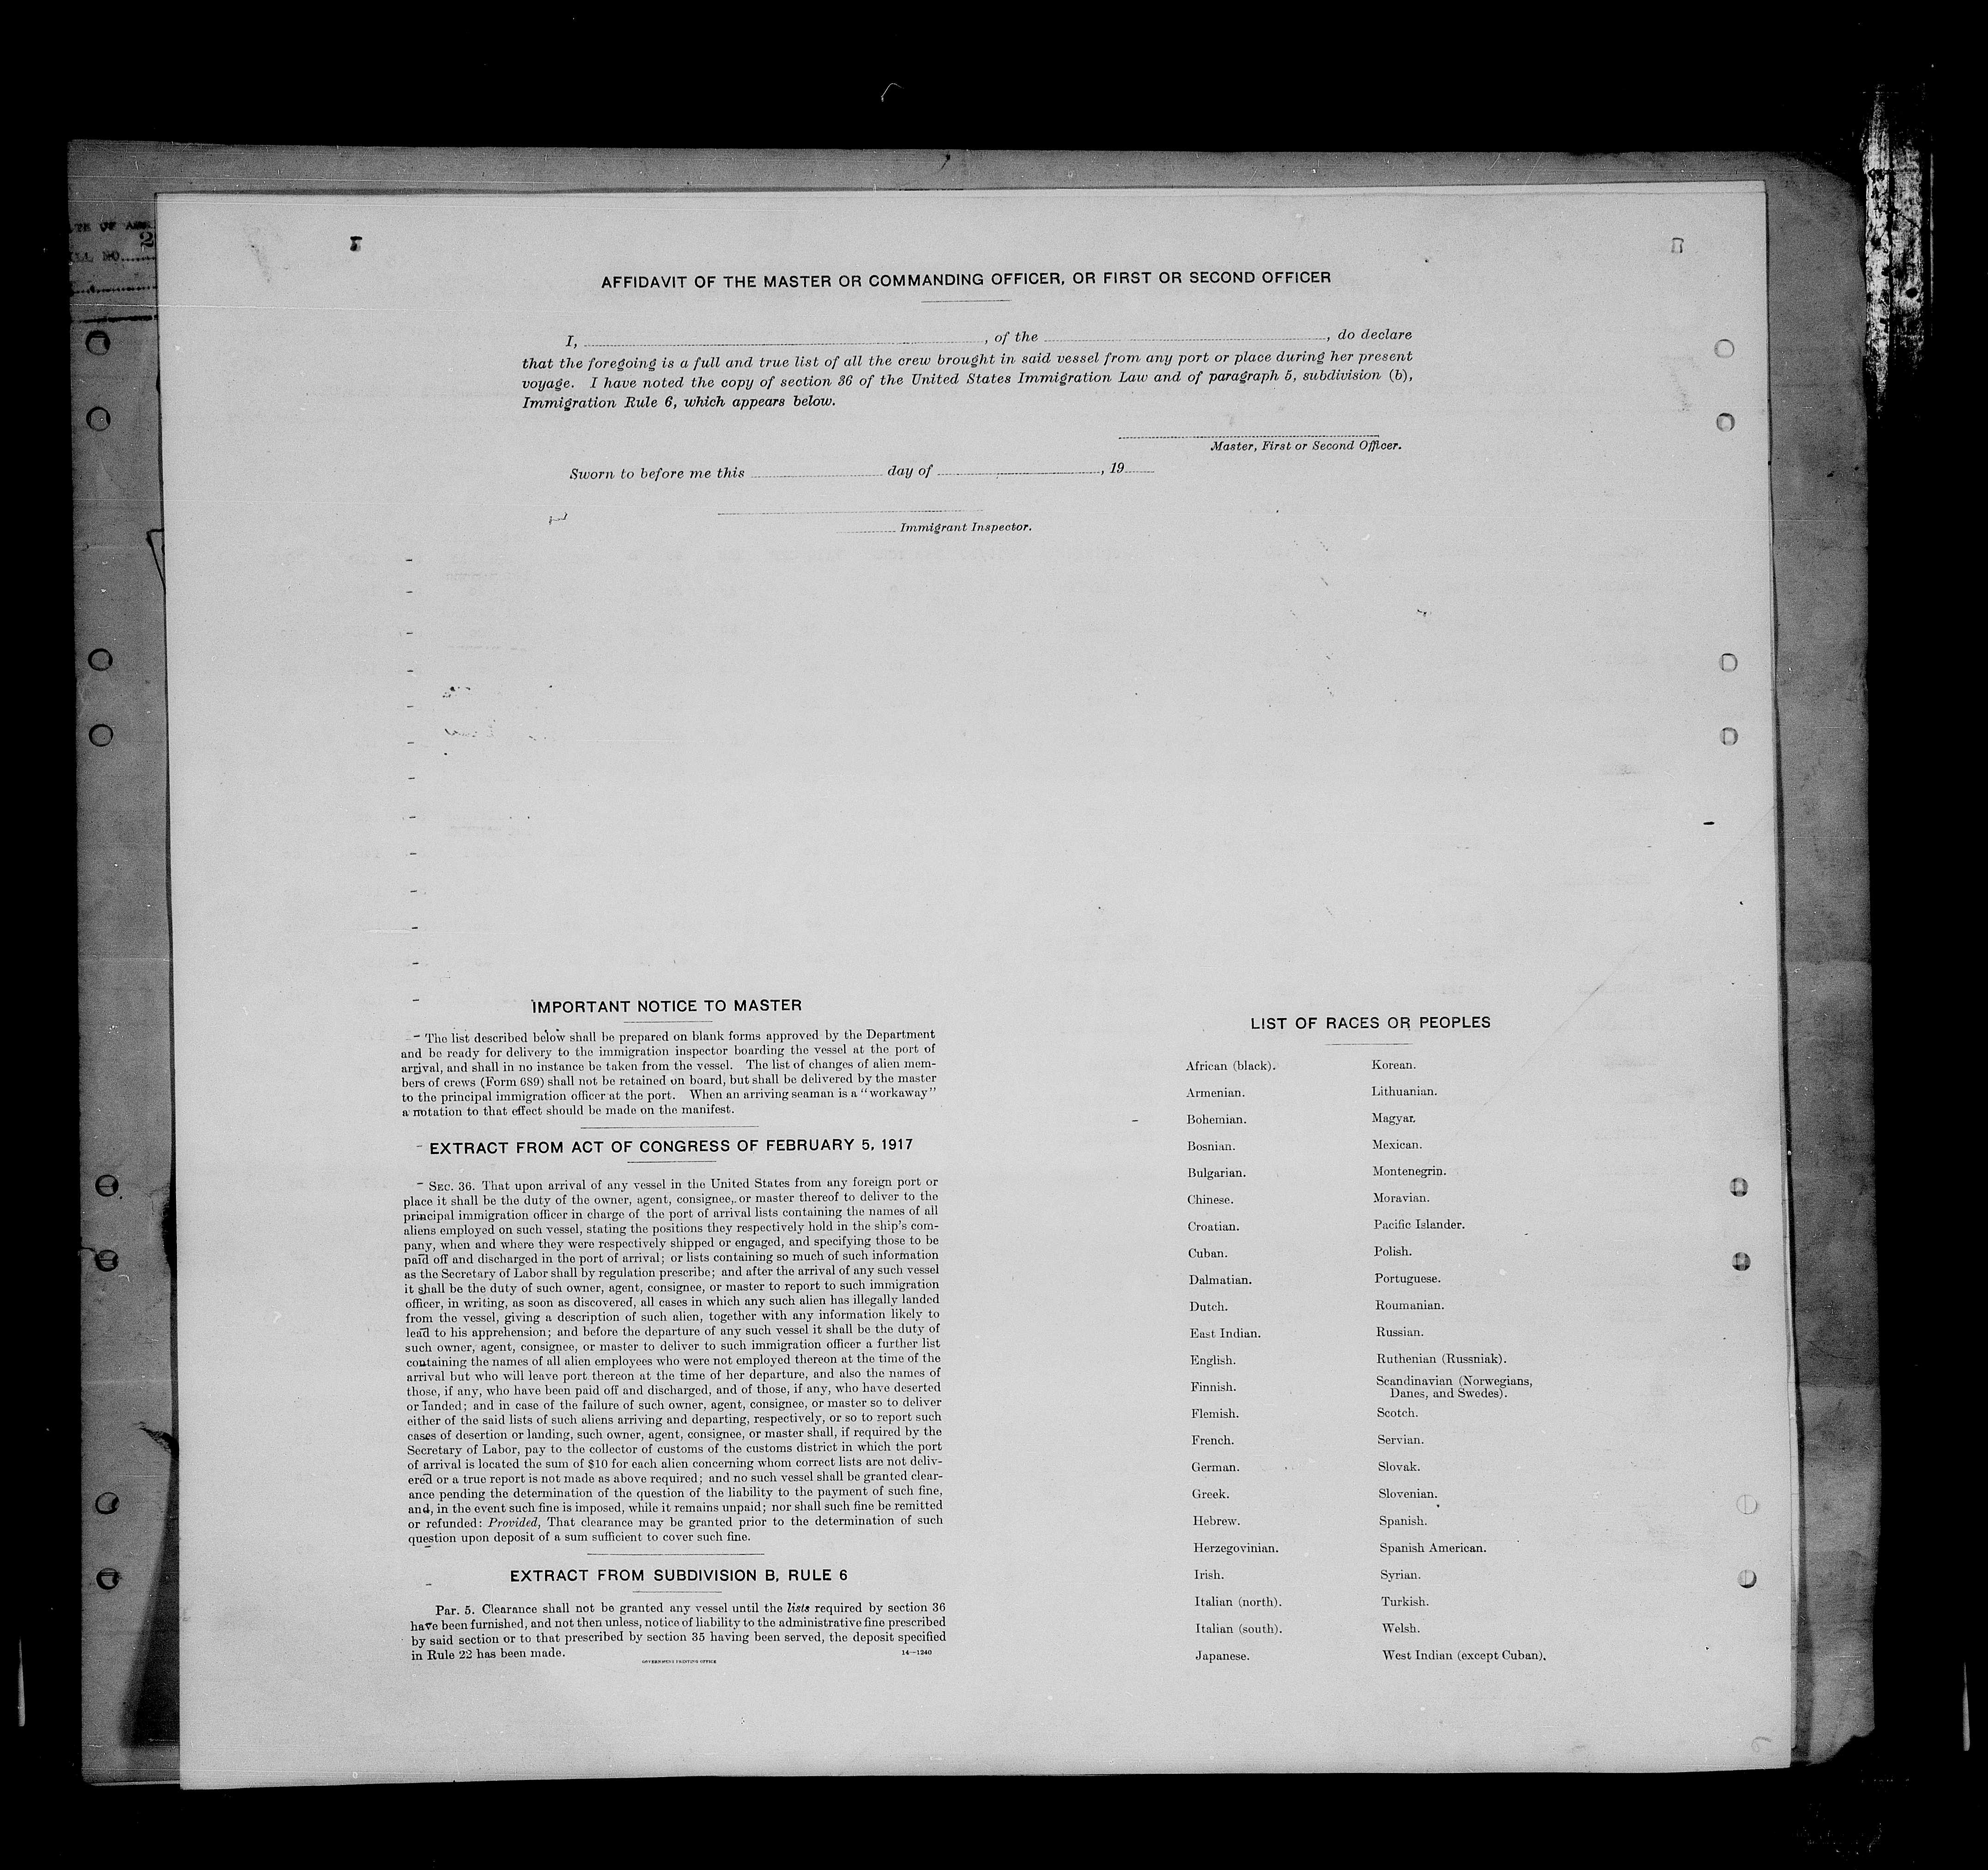 AFFIDAVIT OF THE MASTER OR COMMANDING OFFICER, OR FIRST OR SECOND OFFICER
I, , of the , do declare
that the foregoing is a full and true list of all the crew brought in said vessel from any port or place during her present
voyage. I have noted the copy of section 36 of the United States Immigration Law and of paragraph 5, subdivision (b),
Immigration Rule 6, which appears below.
Master, First or Second Officer.
Sworn to before me this day of , 19
Immigrant Inspector.
IMPORTANT NOTICE TO MASTER
The list described below shall be prepared on blank forms approved by the Department
and be ready for delivery to the immigration inspector boarding the vessel at the port of
arrival, and shall in no instance be taken from the vessel. The list of changes of alien mem-
bers of crews (Form 689) shall not be retained on board, but shall be delivered by the master
to the principal immigration officer at the port. When an arriving seaman is a "workaway"
a notation to that effect should be made on the manifest.
EXTRACT FROM ACT OF CONGRESS OF FEBRUARY 5, 1917
SEC. 36. That upon arrival of any vessel in the United States from any foreign port or
place it shall be the duty of the owner, agent, consignee, or master thereof to deliver to the
principal immigration officer in charge of the port of arrival lists containing the names of all
aliens employed on such vessel, stating the positions they respectively hold in the ship's com-
pany, when and where they were respectively shipped or engaged, and specifying those to be
paid off and discharged in the port of arrival; or lists containing so much of such information
as the Secretary of Labor shall by regulation prescribe; and after the arrival of any such vessel
it shall be the duty of such owner, agent, consignee, or master to report to such immigration
officer, in writing, as soon as discovered, all cases in which any such alien has illegally landed
from the vessel, giving a description of such alien, together with any information likely to
lead to his apprehension; and before the departure of any such vessel it shall be the duty of
such owner, agent, consignee, or master to deliver to such immigration officer a further list
containing the names of all alien employees who were not employed thereon at the time of the
arrival but who will leave port thereon at the time of her departure, and also the names of
those, if any, who have been paid off and discharged, and of those, if any, who have deserted
or landed; and in case of the failure of such owner, agent, consignee, or master so to deliver
either of the said lists of such aliens arriving and departing, respectively, or so to report such
cases of desertion or landing, such owner, agent, consignee, or master shall, if required by the
Secretary of Labor, pay to the collector of customs of the customs district in which the port
of arrival is located the sum of $10 for each alien concerning whom correct lists are not deliv-
ered or a true report is not made as above required; and no such vessel shall be granted clear-
ance pending the determination of the question of the liability to the payment of such fine,
and, in the event such fine is imposed, while it remains unpaid; nor shall such fine be remitted
or refunded: Provided, That clearance may be granted prior to the determination of such
question upon deposit of a sum sufficient to cover such fine.
EXTRACT FROM SUBDIVISION B, RULE 6
Par. 5. Clearance shall not be granted any vessel until the lists required by section 36
have been furnished, and not then unless, notice of liability to the administrative fine prescribed
by said section or to that prescribed by section 35 having been served, the deposit specified
in Rule 22 has been made.
GOVERNMENT PRINTING OFFICE 14—1240
LIST OF RACES OR PEOPLES
African (black).
Armenian.
Bohemian.
Bosnian.
Bulgarian.
Chinese.
Croatian.
Cuban.
Dalmatian.
Dutch.
East Indian.
English.
Finnish.
Flemish.
French.
German.
Greek.
Hebrew.
Herzegovinian.
Irish.
Italian (north).
Italian (south).
Japanese.
Korean.
Lithuanian.
Magyar.
Mexican.
Montenegrin.
Moravian.
Pacific Islander.
Polish.
Portuguese.
Roumanian.
Russian.
Ruthenian (Russniak).
Scandinavian (Norwegians,
Danes, and Swedes).
Scotch.
Servian.
Slovak.
Slovenian.
Spanish.
Spanish American.
Syrian.
Turkish.
Welsh.
West Indian (except Cuban).